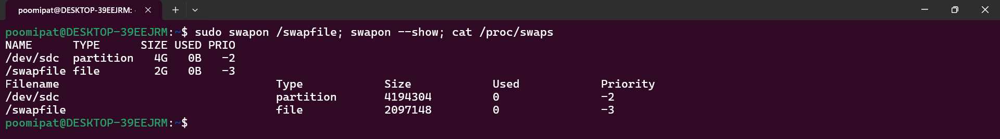 poomipat@DESKTOP-39EEJRM: ~
poomipat@DESKTOP-39EEJRM:~$ sudo swapon /swapfile; swapon --show; cat /proc/swaps
NAME      TYPE      SIZE USED PRIO
/dev/sdc  partition   4G   0B   -2
/swapfile file        2G   0B   -3
Filename                                Type            Size            Used            Priority
/dev/sdc                                partition       4194304         0               -2
/swapfile                               file            2097148         0               -3
poomipat@DESKTOP-39EEJRM:~$